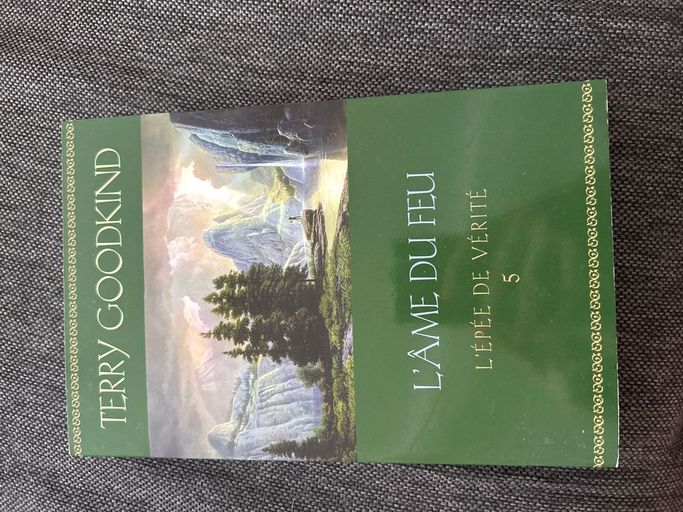 TERRY GOODKIND
L'ÂME DU FEU
L'ÉPÉE DE VÉRITÉ
5